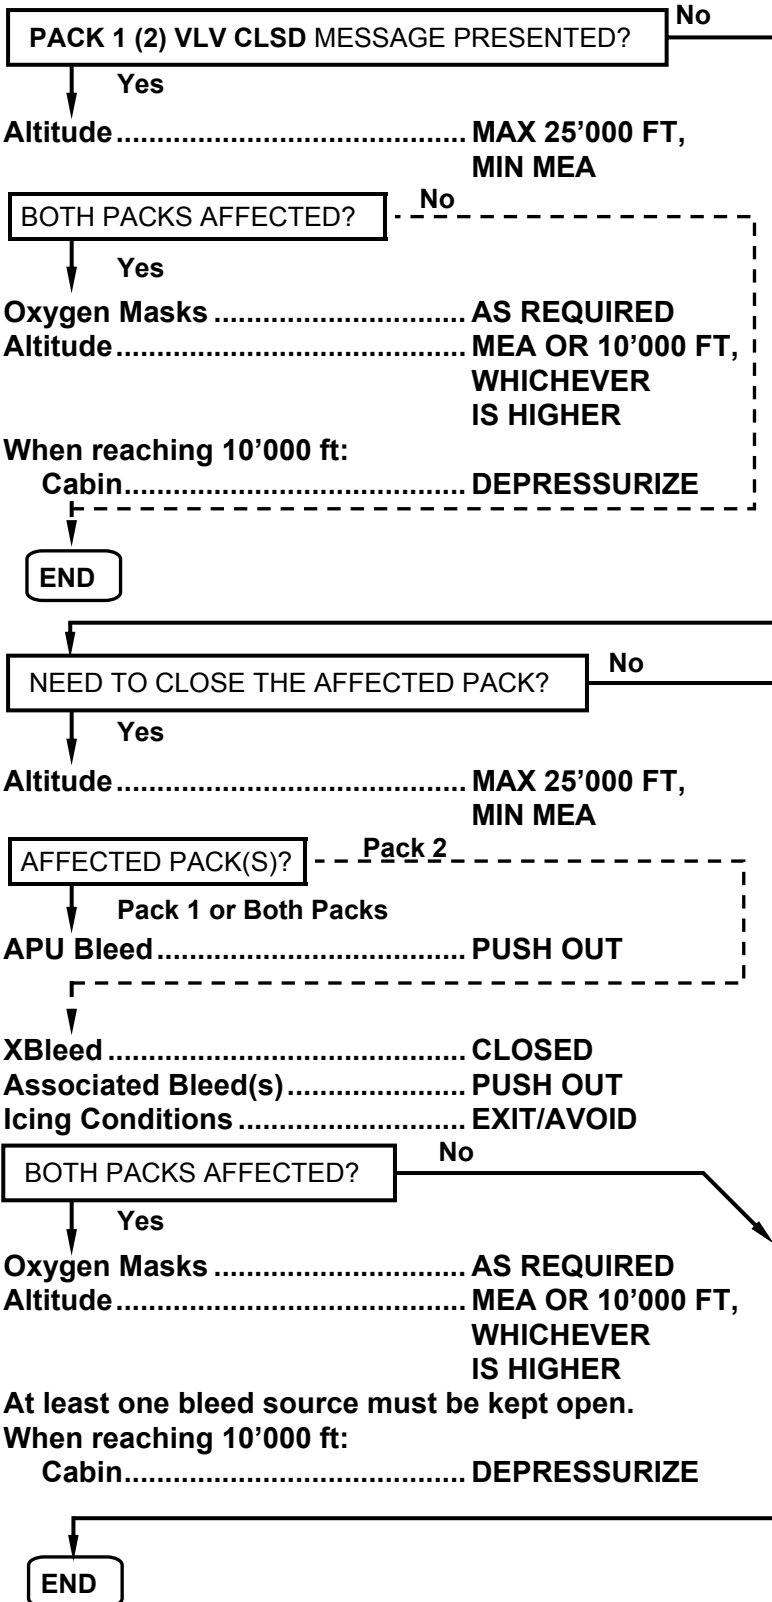 PACK 1 (2) VLV CLSD MESSAGE PRESENTED?
No
Yes
Altitude ........................................... MAX 25'000 FT,
MIN MEA
BOTH PACKS AFFECTED?
No
Yes
Oxygen Masks ............................... AS REQUIRED
Altitude ........................................... MEA OR 10'000 FT,
WHICHEVER
IS HIGHER
When reaching 10'000 ft:
Cabin.......................................... DEPRESSURIZE
END
NEED TO CLOSE THE AFFECTED PACK?
No
Yes
Altitude ........................................... MAX 25'000 FT,
MIN MEA
AFFECTED PACK(S)?
Pack 2
Pack 1 or Both Packs
APU Bleed ...................................... PUSH OUT
XBleed ............................................ CLOSED
Associated Bleed(s) ...................... PUSH OUT
Icing Conditions ............................ EXIT/AVOID
BOTH PACKS AFFECTED?
No
Yes
Oxygen Masks ............................... AS REQUIRED
Altitude ........................................... MEA OR 10'000 FT,
WHICHEVER
IS HIGHER
At least one bleed source must be kept open.
When reaching 10'000 ft:
Cabin.......................................... DEPRESSURIZE
END